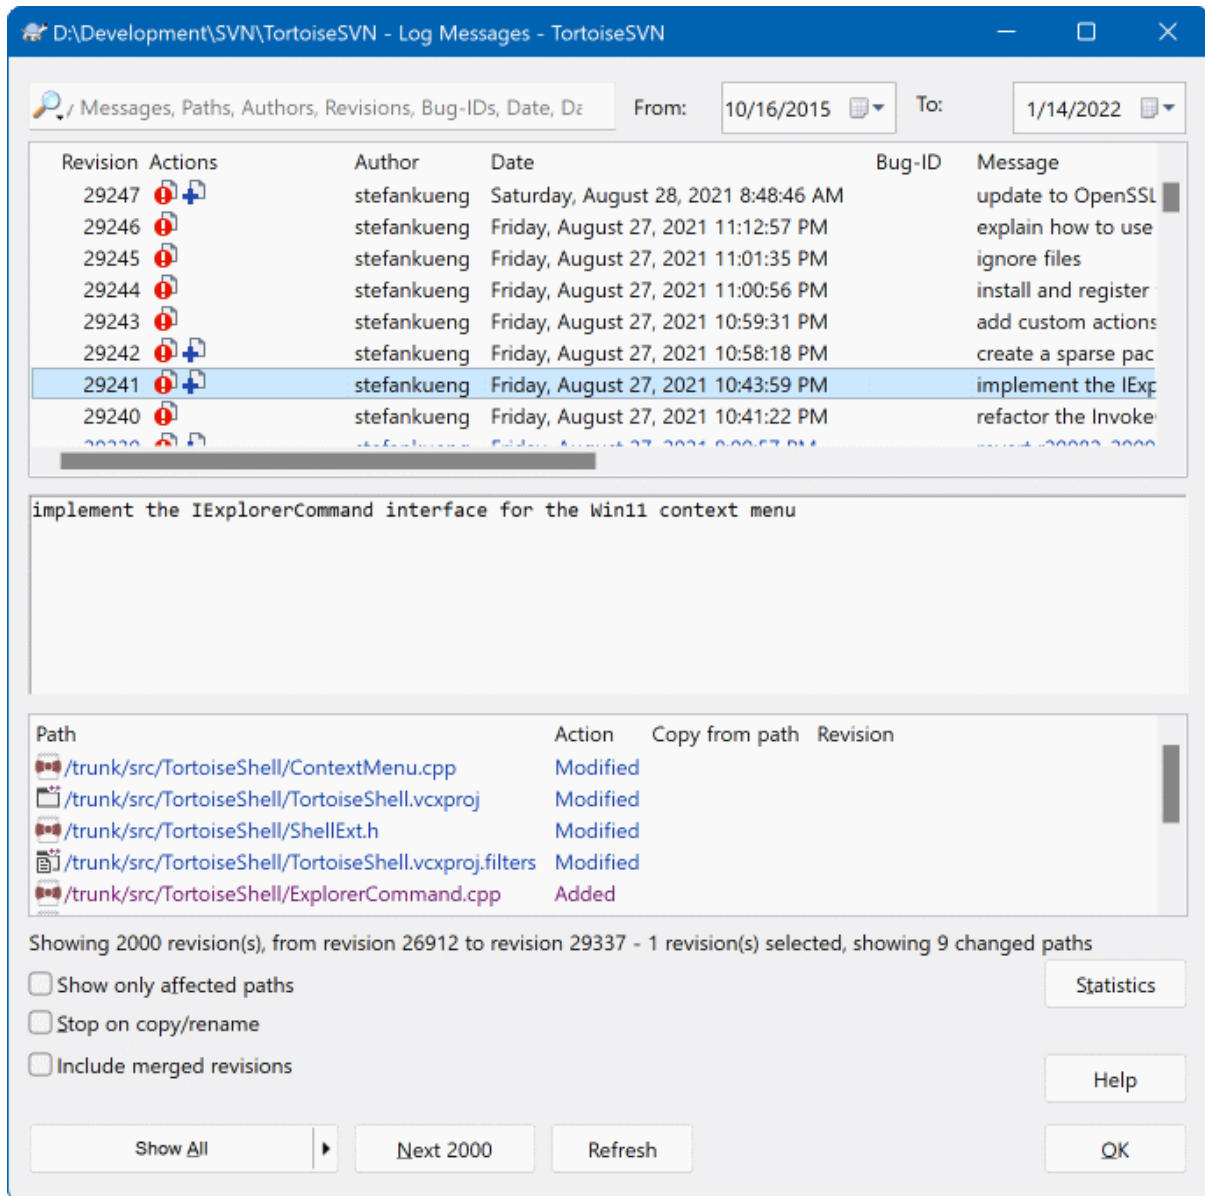 D:\Development\SVN\TortoiseSVN - Log Messages - TortoiseSVN
Messages, Paths, Authors, Revisions, Bug-IDs, Date, Da From: 10/16/2015 To: 1/14/2022
Revision Actions Author Date Bug-ID Message
29247 stefankueng Saturday, August 28, 2021 8:48:46 AM update to OpenSSL
29246 stefankueng Friday, August 27, 2021 11:12:57 PM explain how to use
29245 stefankueng Friday, August 27, 2021 11:01:35 PM ignore files
29244 stefankueng Friday, August 27, 2021 11:00:56 PM install and register
29243 stefankueng Friday, August 27, 2021 10:59:31 PM add custom actions
29242 stefankueng Friday, August 27, 2021 10:58:18 PM create a sparse pac
29241 stefankueng Friday, August 27, 2021 10:43:59 PM implement the IExp
29240 stefankueng Friday, August 27, 2021 10:41:22 PM refactor the Invoke
implement the IExplorerCommand interface for the Win11 context menu
Path Action Copy from path Revision
/trunk/src/TortoiseShell/ContextMenu.cpp Modified
/trunk/src/TortoiseShell/TortoiseShell.vcxproj Modified
/trunk/src/TortoiseShell/ShellExt.h Modified
/trunk/src/TortoiseShell/TortoiseShell.vcxproj.filters Modified
/trunk/src/TortoiseShell/ExplorerCommand.cpp Added
Showing 2000 revision(s), from revision 26912 to revision 29337 - 1 revision(s) selected, showing 9 changed paths
Show only affected paths
Statistics
Stop on copy/rename
Include merged revisions
Help
Show All Next 2000 Refresh OK